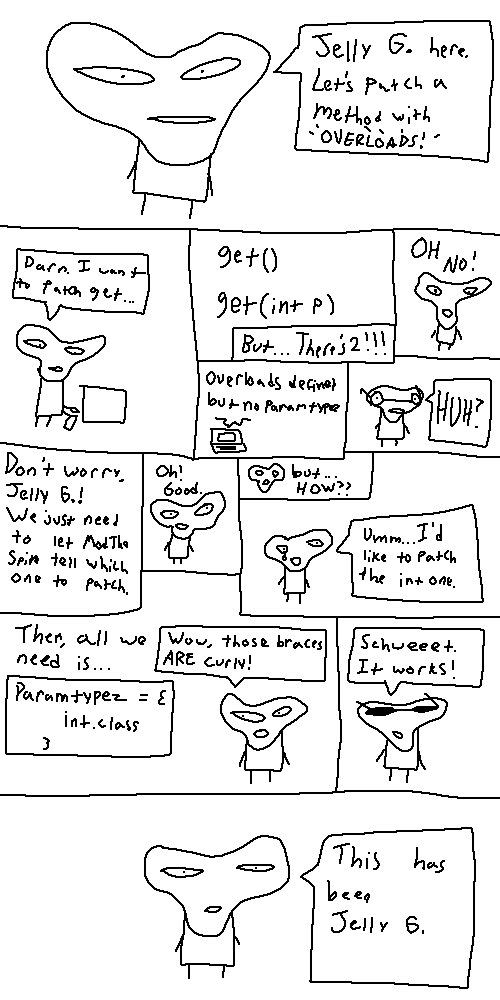 Jelly G. here.
Let's patch a
method with
OVERLOADS!
Darn. I want
to patch get...
get()
get(int p)
But... There's 2!!!
OH
NO!
Overloads defined
but no paramtypez
HUH?
Don't worry,
Jelly G.!
We just need
to let ModThe
Spire tell which
one to patch.
Oh!
Good.
but...
HOW??
Umm... I'd
like to patch
the int one.
Then, all we
need is...
Paramtypez = {
int.class
}
Wow, those braces
ARE curly!
Schweeet.
It works!
This has
been
Jelly G.